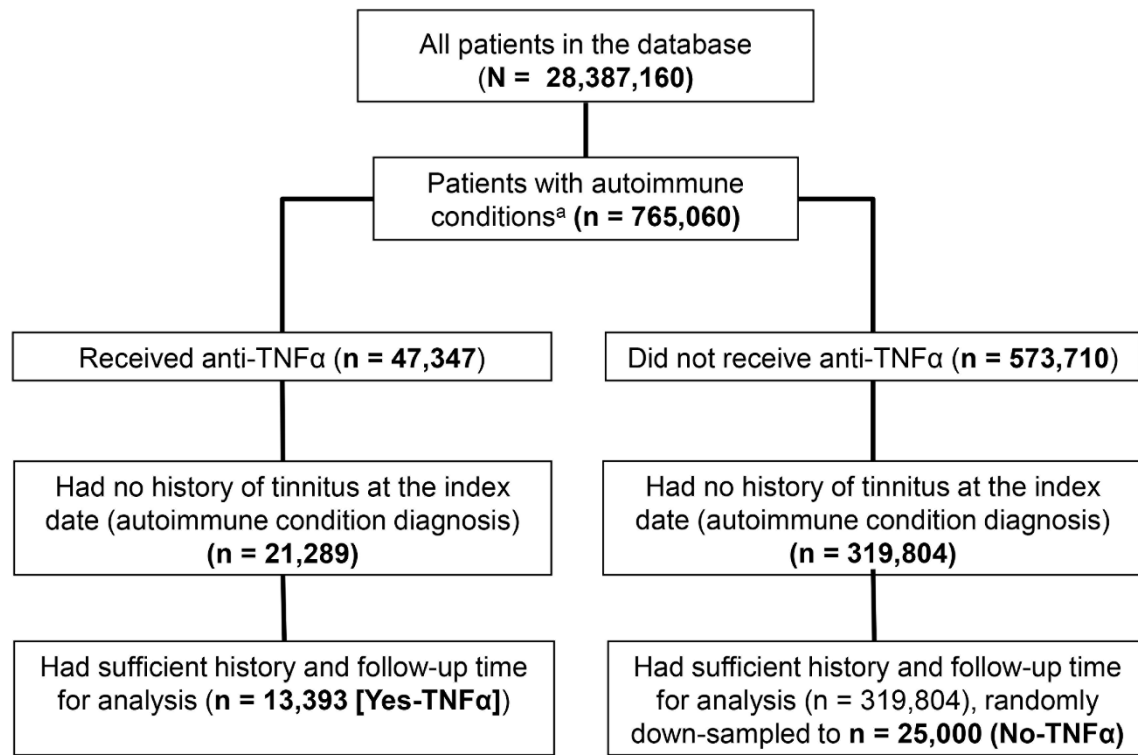 All patients in the database
(N =  28,387,160)
Patients with autoimmune
conditionsᵃ (n = 765,060)
Received anti-TNFα (n = 47,347)
Did not receive anti-TNFα (n = 573,710)
Had no history of tinnitus at the index
date (autoimmune condition diagnosis)
(n = 21,289)
Had no history of tinnitus at the index
date (autoimmune condition diagnosis)
(n = 319,804)
Had sufficient history and follow-up time
for analysis (n = 13,393 [Yes-TNFα])
Had sufficient history and follow-up time
for analysis (n = 319,804), randomly
down-sampled to n = 25,000 (No-TNFα)